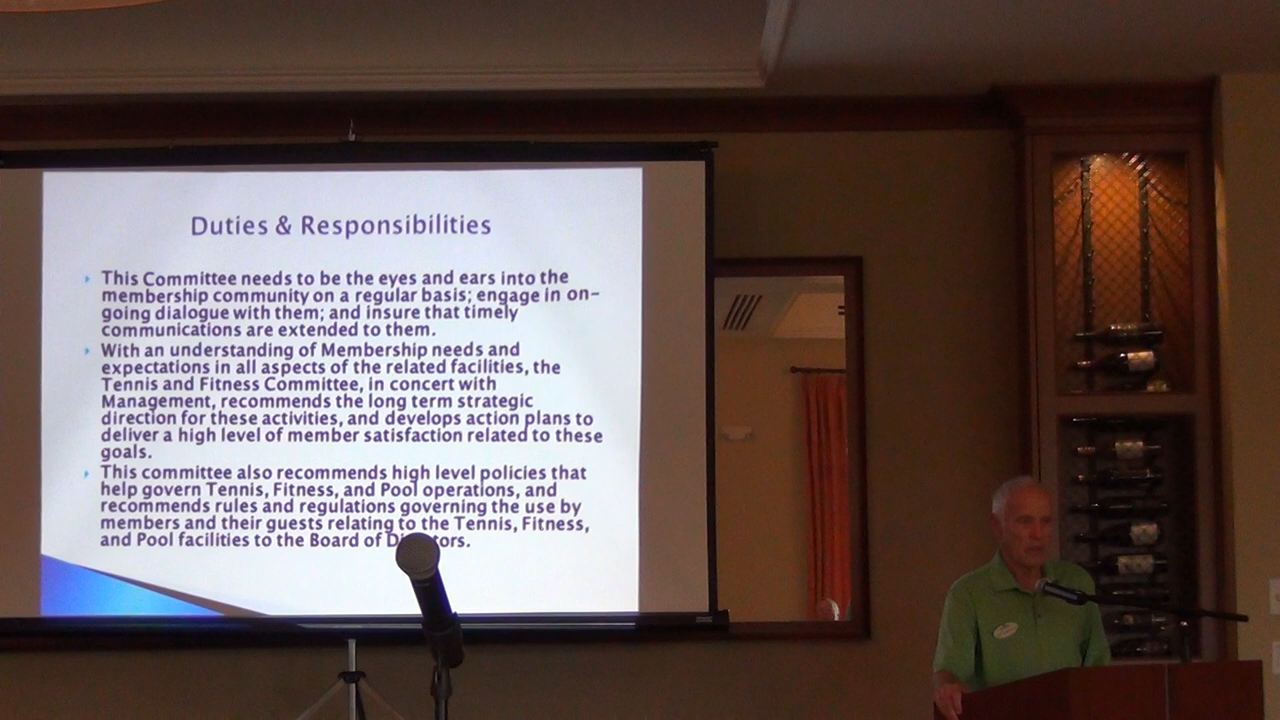 Duties & Responsibilities
This Committee needs to be the eyes and ears into the
membership community on a regular basis; engage in on-
going dialogue with them; and insure that timely
communications are extended to them.
With an understanding of Membership needs and
expectations in all aspects of the related facilities, the
Tennis and Fitness Committee, in concert with
Management, recommends the long term strategic
direction for these activities, and develops action plans to
deliver a high level of member satisfaction related to these
goals.
This committee also recommends high level policies that
help govern Tennis, Fitness, and Pool operations, and
recommends rules and regulations governing the use by
members and their guests relating to the Tennis, Fitness,
and Pool facilities to the Board of